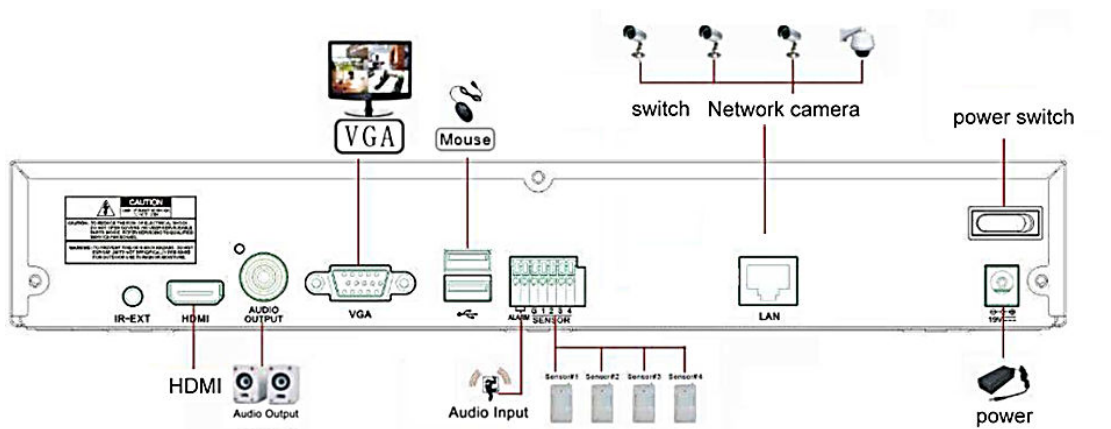 switch Network camera
power switch
VGA
Mouse
CAUTION
IR-EXT
HDMI
AUDIO
OUTPUT
VGA
ALARM
G 1 2 3 4
SENSOR
LAN
19V
HDMI
Audio Output
Audio Input
Sensor#1 Sensor#2 Sensor#3 Sensor#4
power